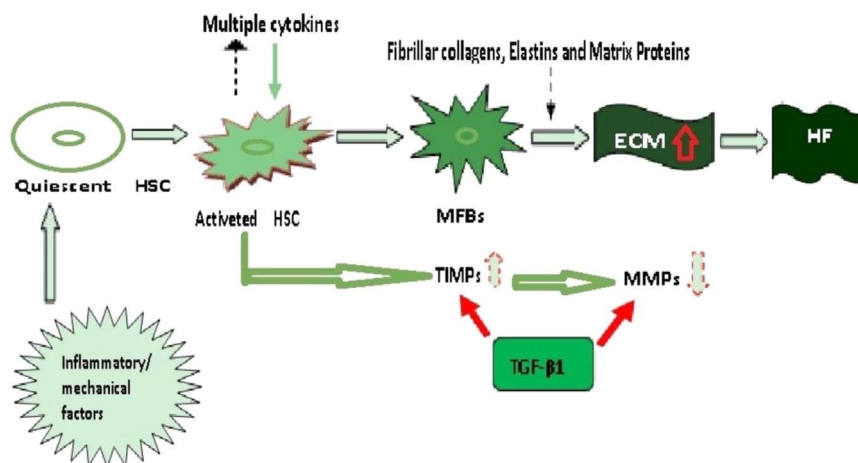 Multiple cytokines
Fibrillar collagens, Elastins and Matrix Proteins
Quiescent HSC
Activeted HSC
MFBs
ECM
HF
TIMPs
MMPs
TGF-β1
Inflammatory/
mechanical
factors